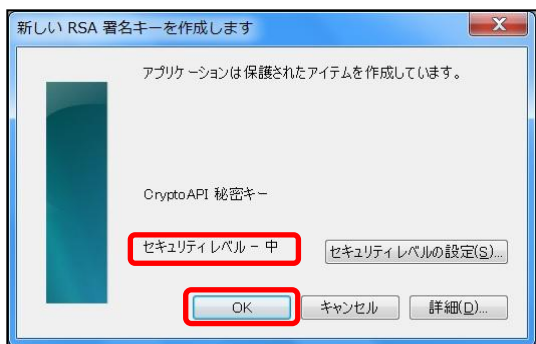 新しい RSA 署名キーを作成します
アプリケーションは保護されたアイテムを作成しています。
CryptoAPI 秘密キー
セキュリティレベル - 中
セキュリティレベルの設定(S)...
OK キャンセル 詳細(D)...